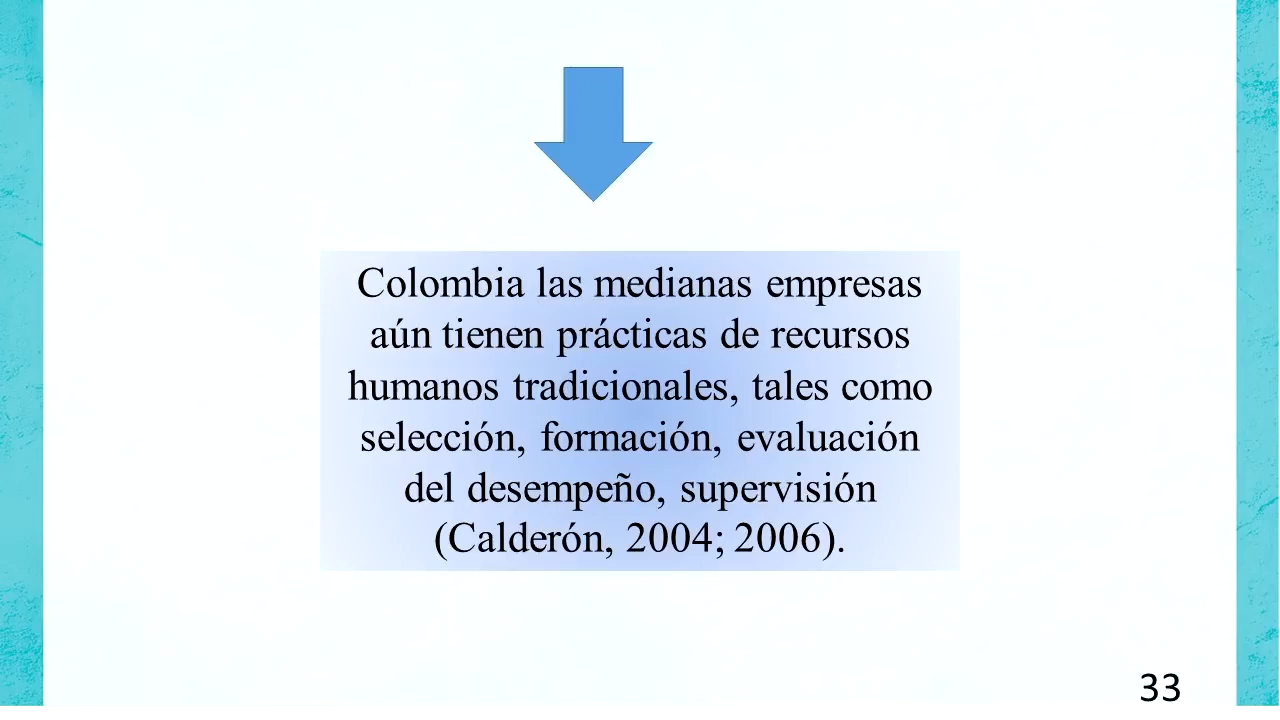 Colombia las medianas empresas
aún tienen prácticas de recursos
humanos tradicionales, tales como
selección, formación, evaluación
del desempeño, supervisión
(Calderón, 2004; 2006).
33